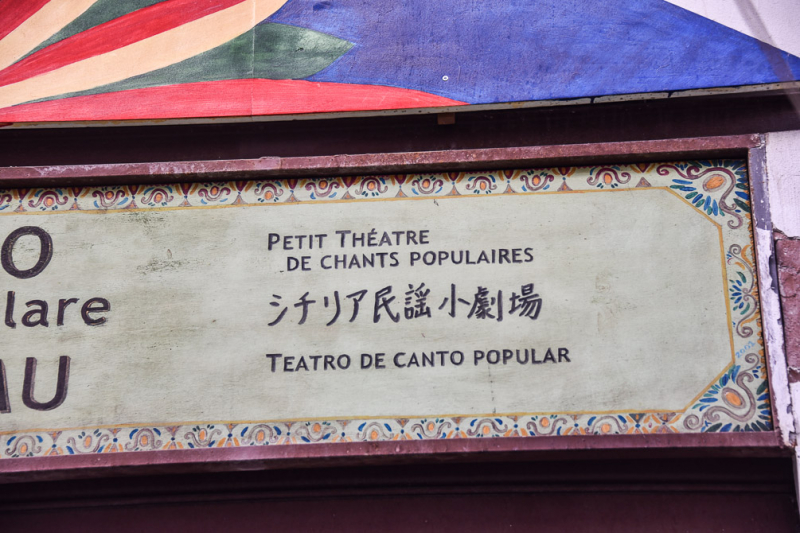 O
lare
AU
PETIT THÉATRE
DE CHANTS POPULAIRES
シチリア民謡小劇場
TEATRO DE CANTO POPULAR